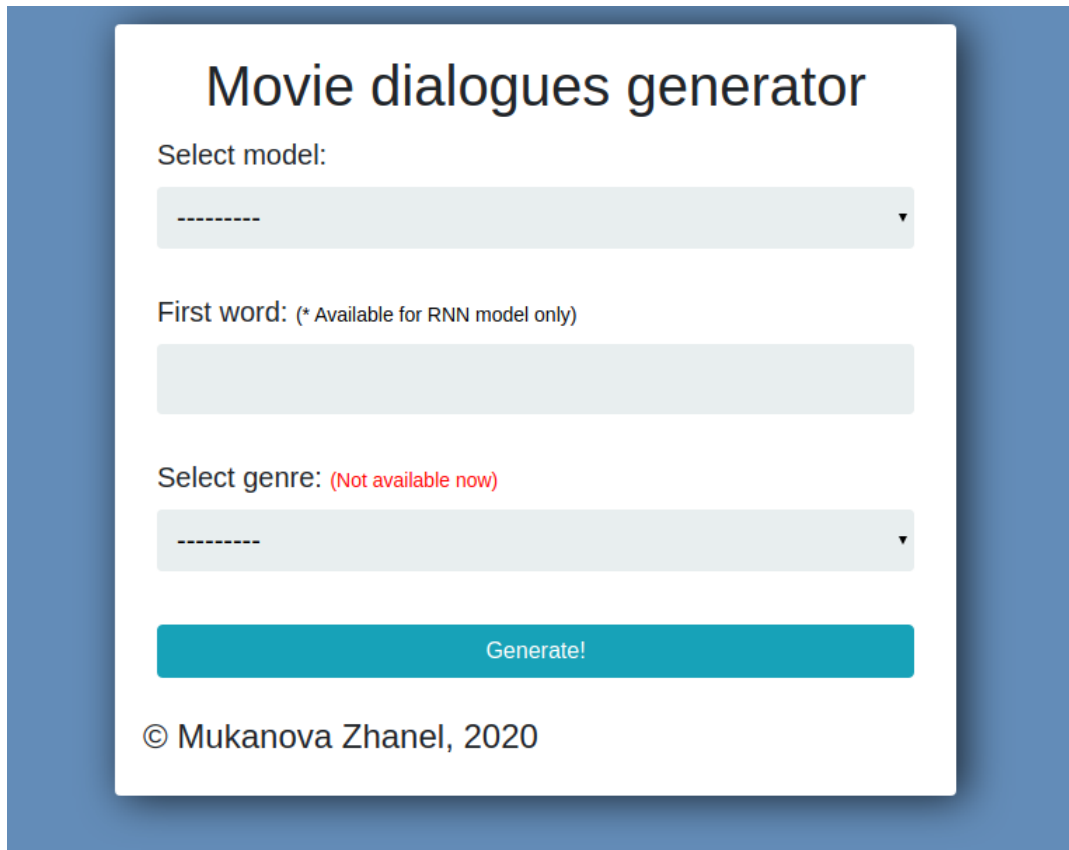 Movie dialogues generator
Select model:
---------
First word: (* Available for RNN model only)
Select genre: (Not available now)
---------
Generate!
© Mukanova Zhanel, 2020